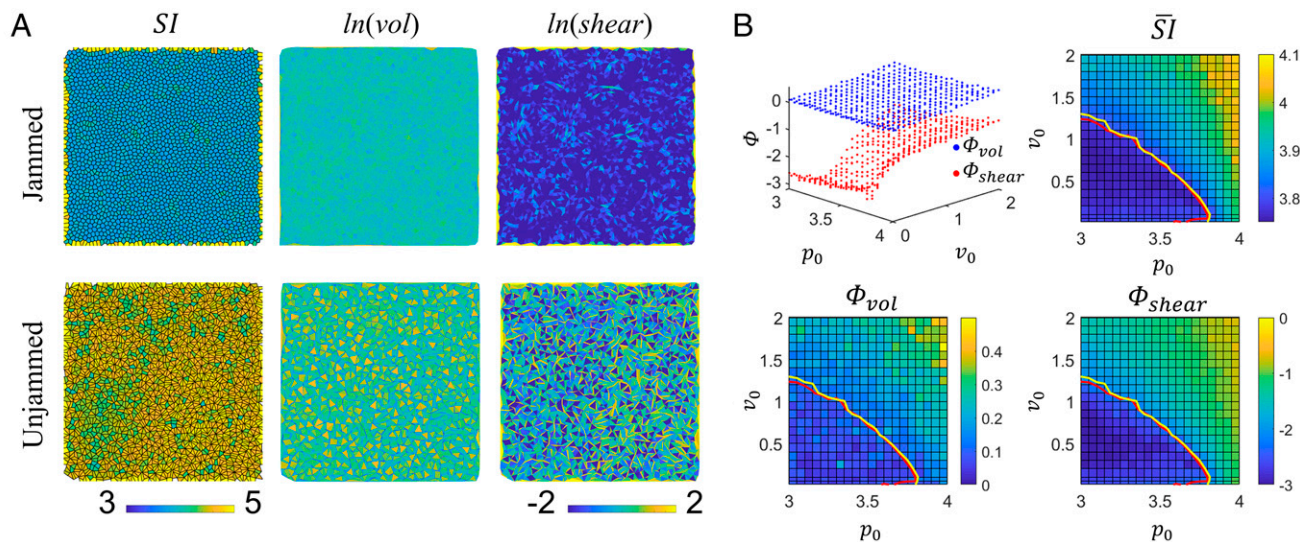 A
SI ln(vol) ln(shear)
Jammed
Unjammed
3 5
-2 2
B
Φ
0
-1
-2
-3
3
3.5
4
p₀
0
1
2
v₀
Φ_vol
Φ_shear
S̅I̅
v₀
2
1.5
1
0.5
3 3.5 4
p₀
4.1
4
3.9
3.8
Φ_vol
v₀
2
1.5
1
0.5
3 3.5 4
p₀
0.4
0.3
0.2
0.1
0
Φ_shear
v₀
2
1.5
1
0.5
3 3.5 4
p₀
0
-1
-2
-3